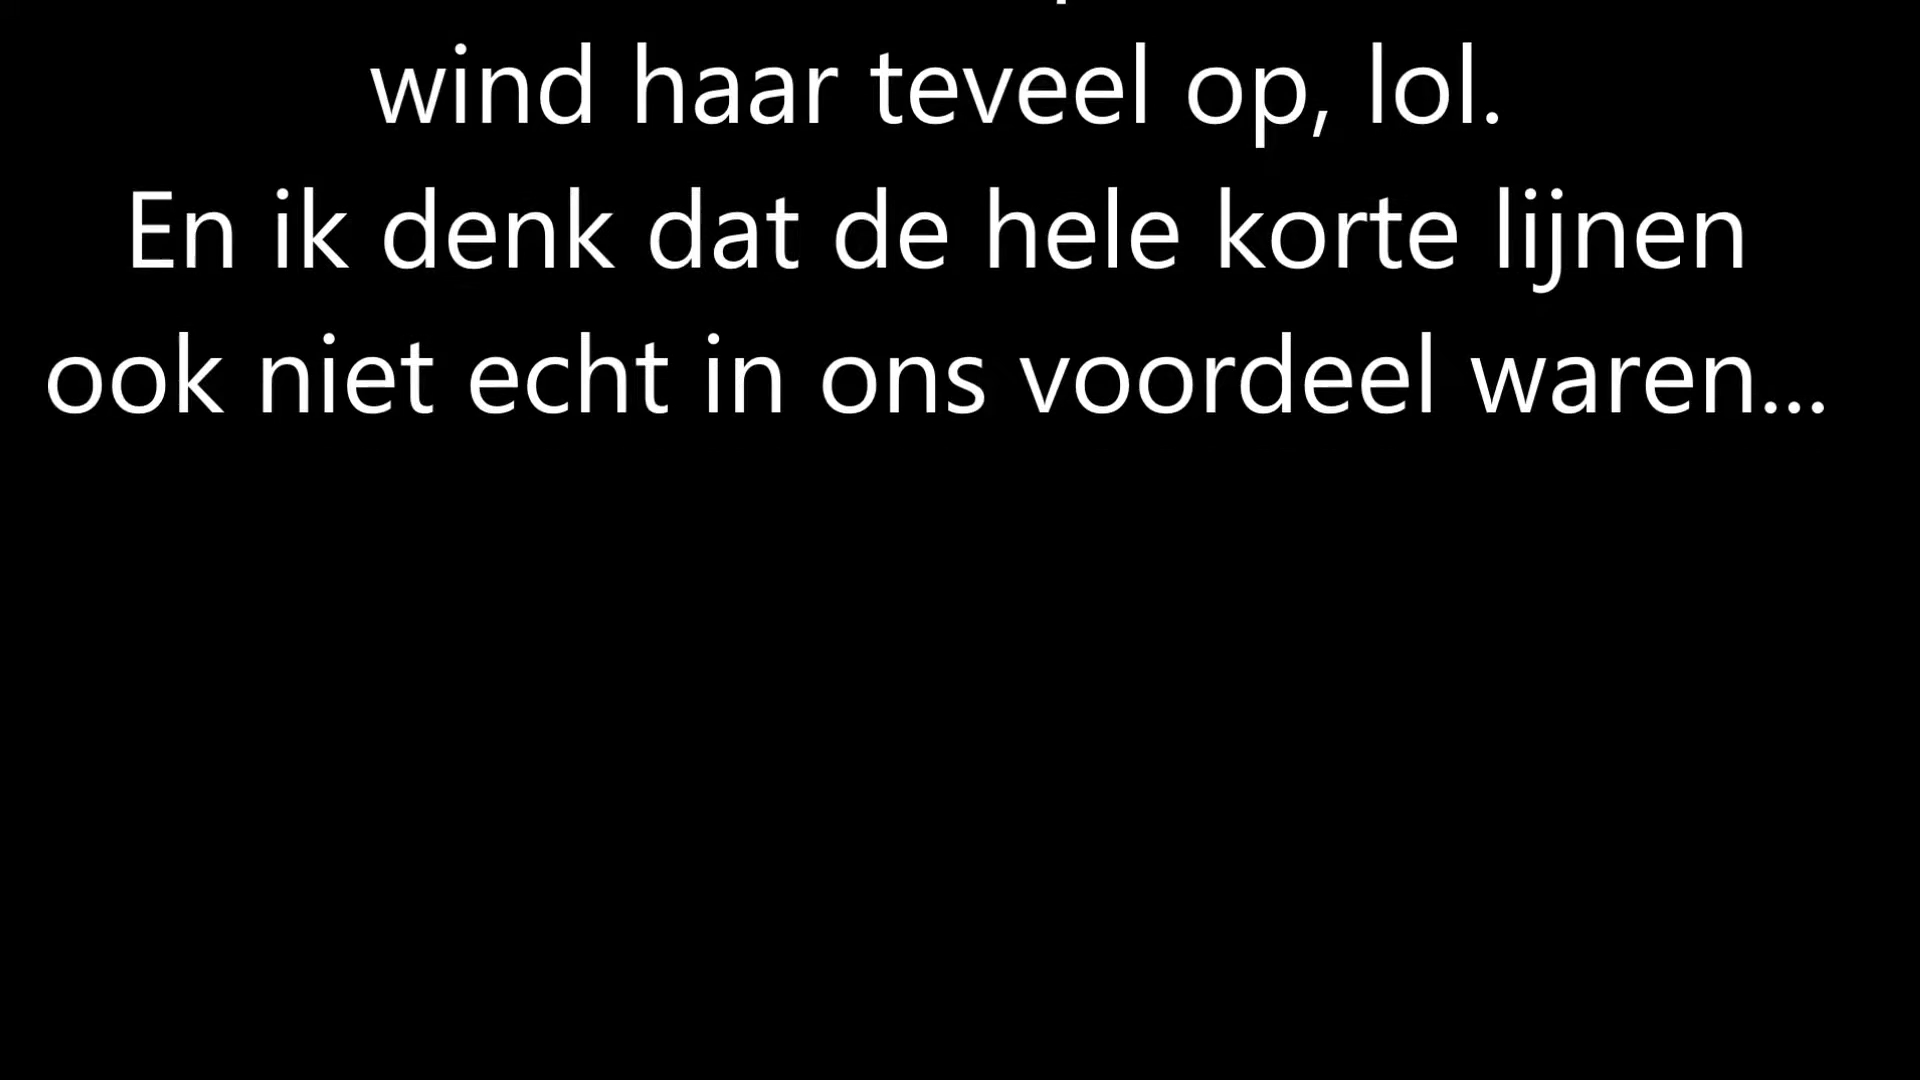 wind haar teveel op, lol.
En ik denk dat de hele korte lijnen
ook niet echt in ons voordeel waren...